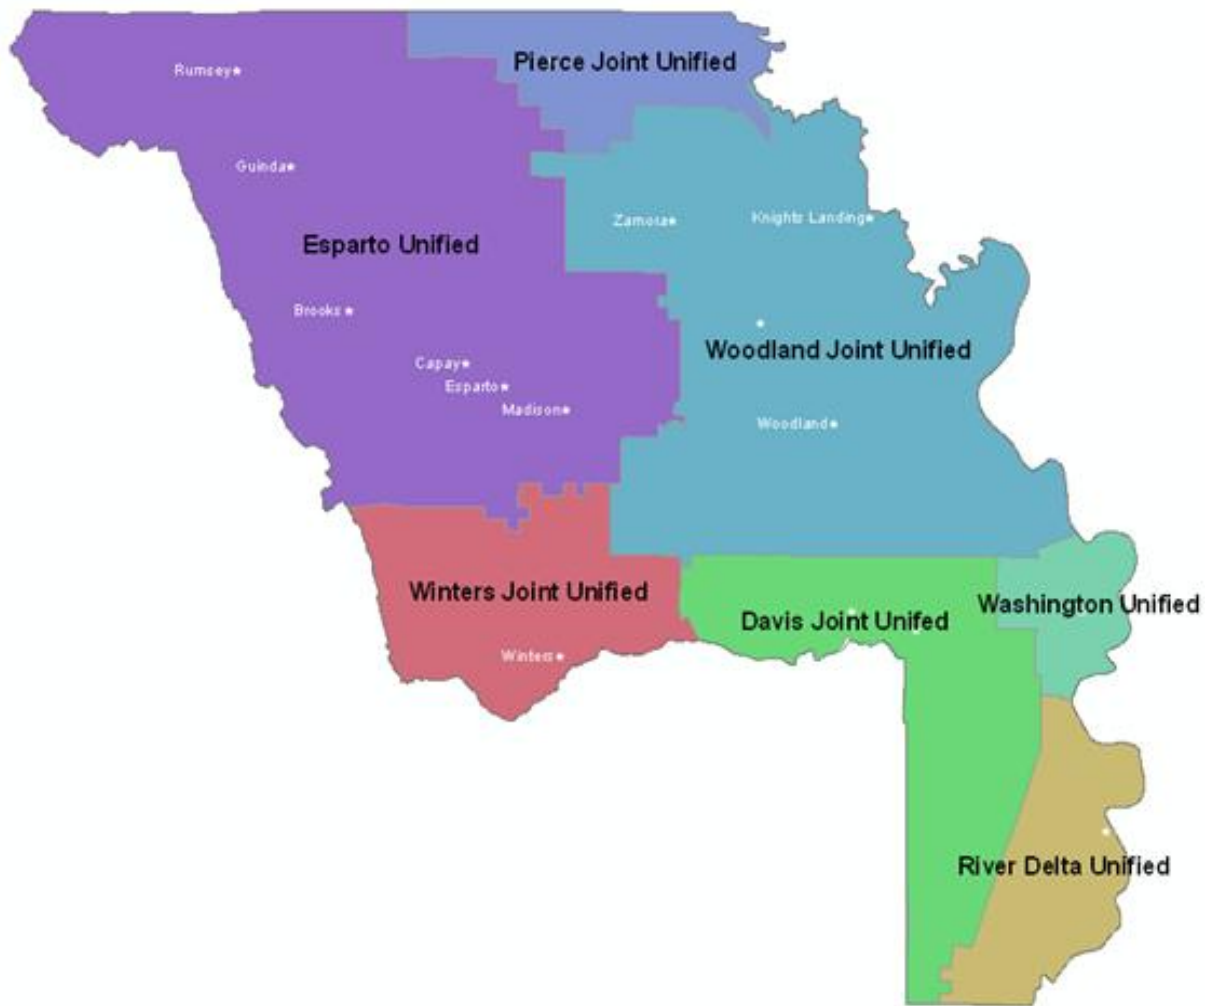 Pierce Joint Unified
Rumsey
Guinda
Zamora
Knights Landing
Esparto Unified
Brooks
Woodland Joint Unified
Capay
Esparto
Madison
Woodland
Winters Joint Unified
Washington Unified
Davis Joint Unifed
Winters
River Delta Unified